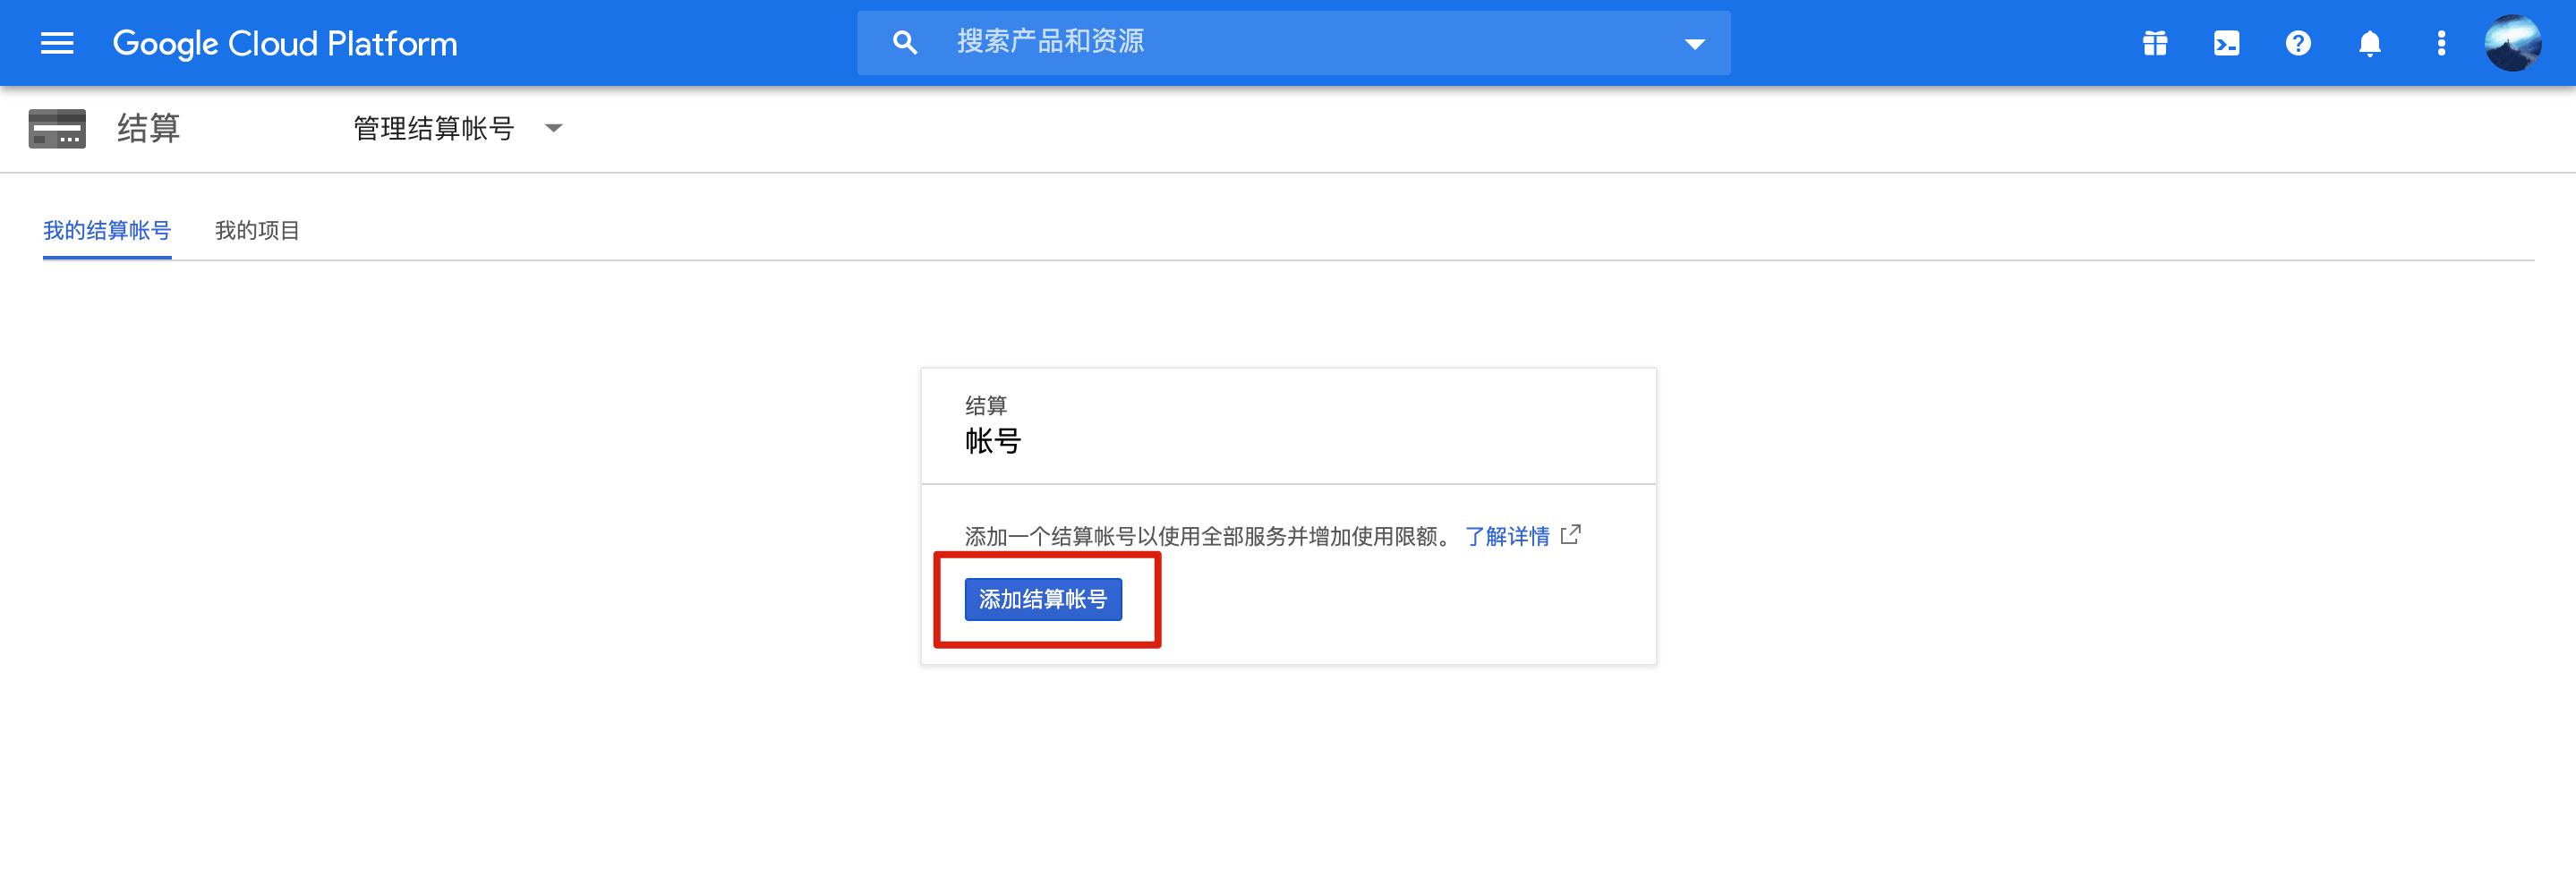 Google Cloud Platform
搜索产品和资源
结算
管理结算帐号
我的结算帐号
我的项目
结算
帐号
添加一个结算帐号以使用全部服务并增加使用限额。 了解详情
添加结算帐号